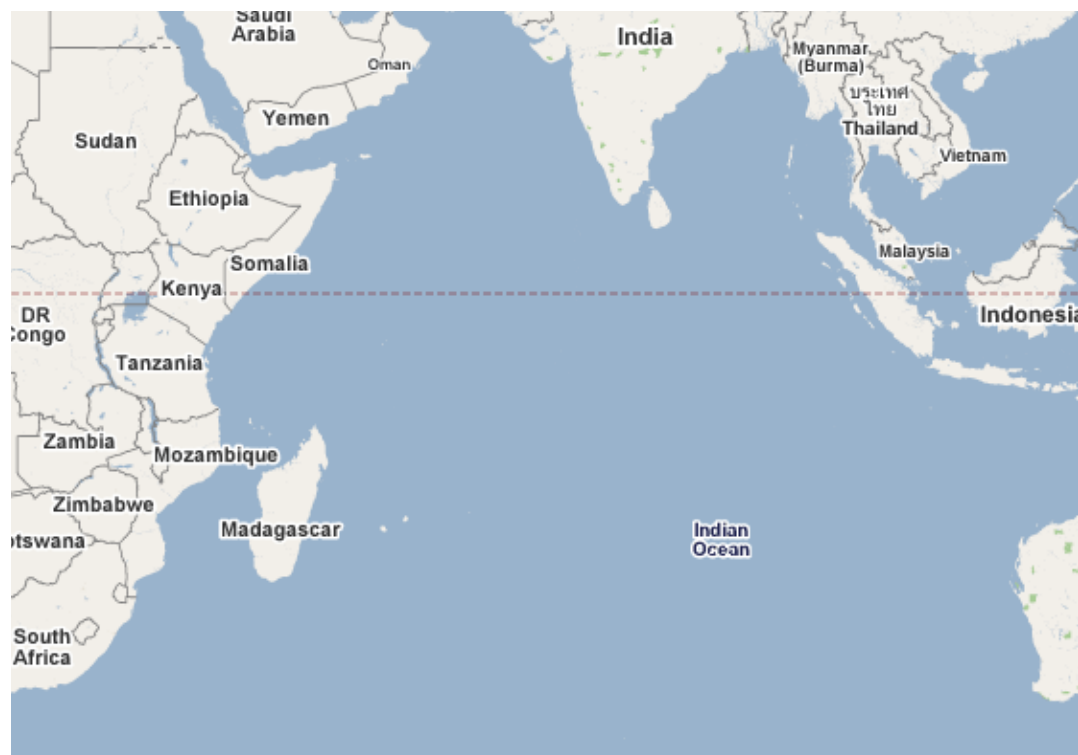 Saudi
Arabia
India
Oman
Myanmar
(Burma)
Yemen
ประเทศ
ไทย
Thailand
Sudan
Vietnam
Ethiopia
Somalia
Malaysia
Kenya
DR
Congo
Indonesia
Tanzania
Zambia
Mozambique
Zimbabwe
Madagascar
Indian
Ocean
otswana
South
Africa